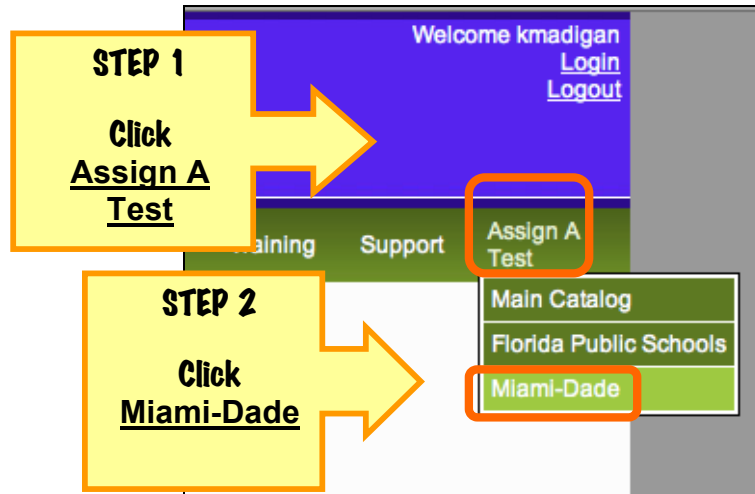 Welcome kmadigan
Login
Logout
STEP 1
Click
Assign A
Test
Support
Assign A
Test
Main Catalog
Florida Public Schools
Miami-Dade
STEP 2
Click
Miami-Dade